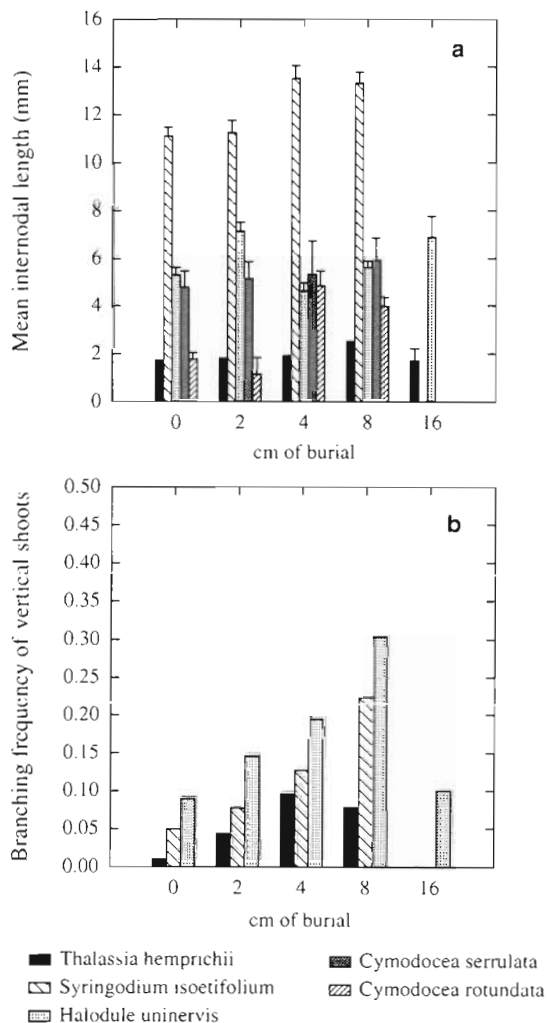 a
16
14
12
10
8
6
4
2
0
Mean internodal length (mm)
0 2 4 8 16
cm of burial
b
0.50
0.45
0.40
0.35
0.30
0.25
0.20
0.15
0.10
0.05
0.00
Branching frequency of vertical shoots
0 2 4 8 16
cm of burial
Thalassia hemprichii
Syringodium isoetifolium
Halodule uninervis
Cymodocea serrulata
Cymodocea rotundata